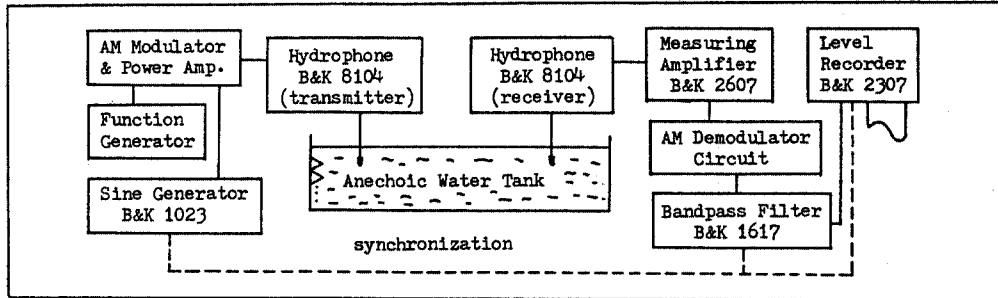 AM Modulator
& Power Amp.
Function
Generator
Sine Generator
B&K 1023
Hydrophone
B&K 8104
(transmitter)
Hydrophone
B&K 8104
(receiver)
Anechoic Water Tank
synchronization
Measuring
Amplifier
B&K 2607
AM Demodulator
Circuit
Bandpass Filter
B&K 1617
Level
Recorder
B&K 2307